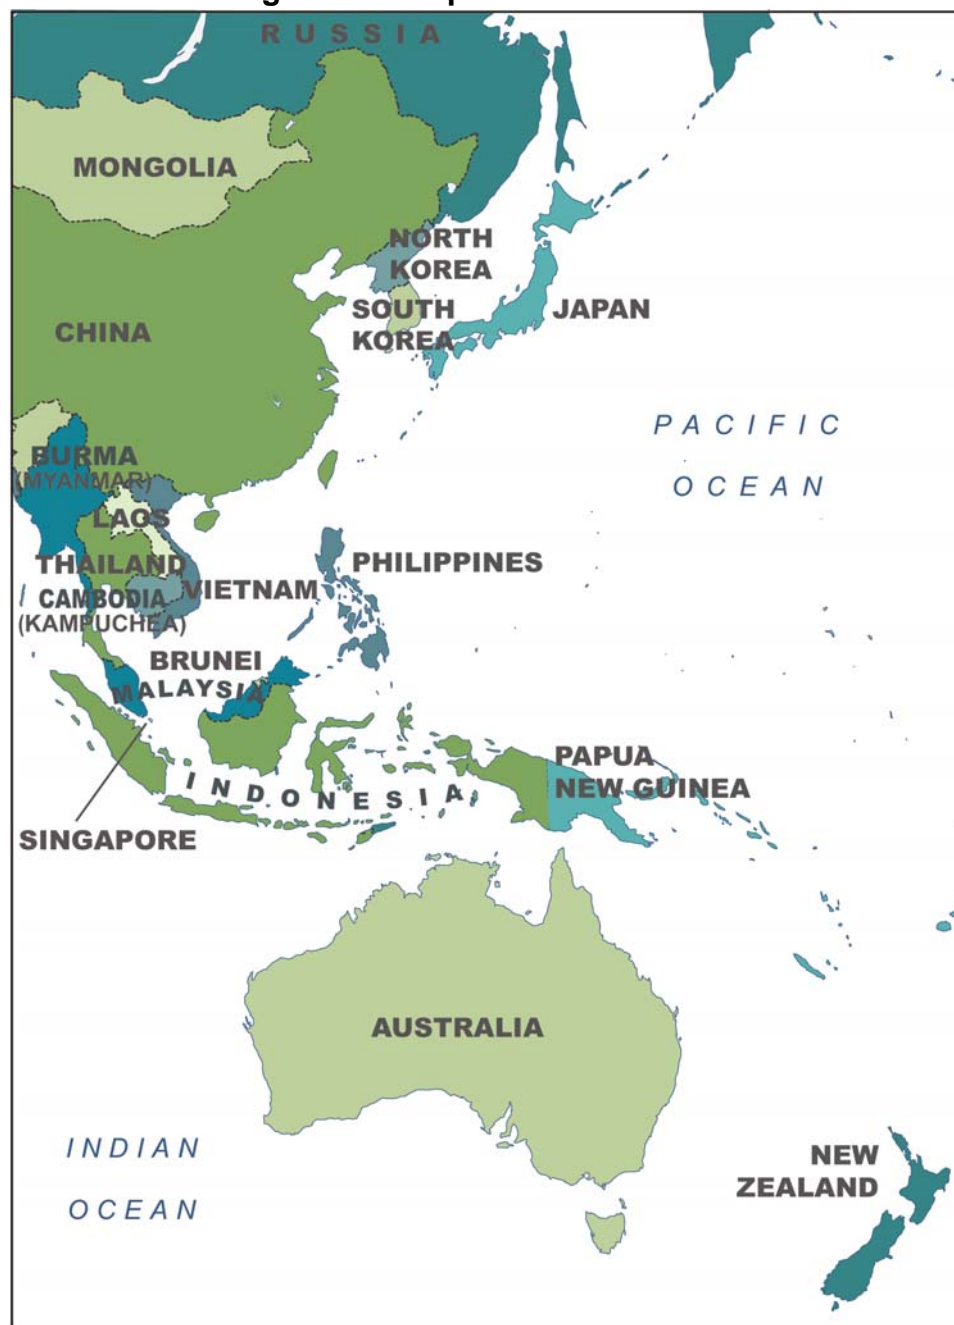 RUSSIA
MONGOLIA
NORTH
KOREA
SOUTH
KOREA
JAPAN
CHINA
PACIFIC
OCEAN
BURMA
(MYANMAR)
LAOS
THAILAND
PHILIPPINES
VIETNAM
CAMBODIA
(KAMPUCHEA)
BRUNEI
MALAYSIA
INDONESIA
PAPUA
NEW GUINEA
SINGAPORE
AUSTRALIA
INDIAN
OCEAN
NEW
ZEALAND